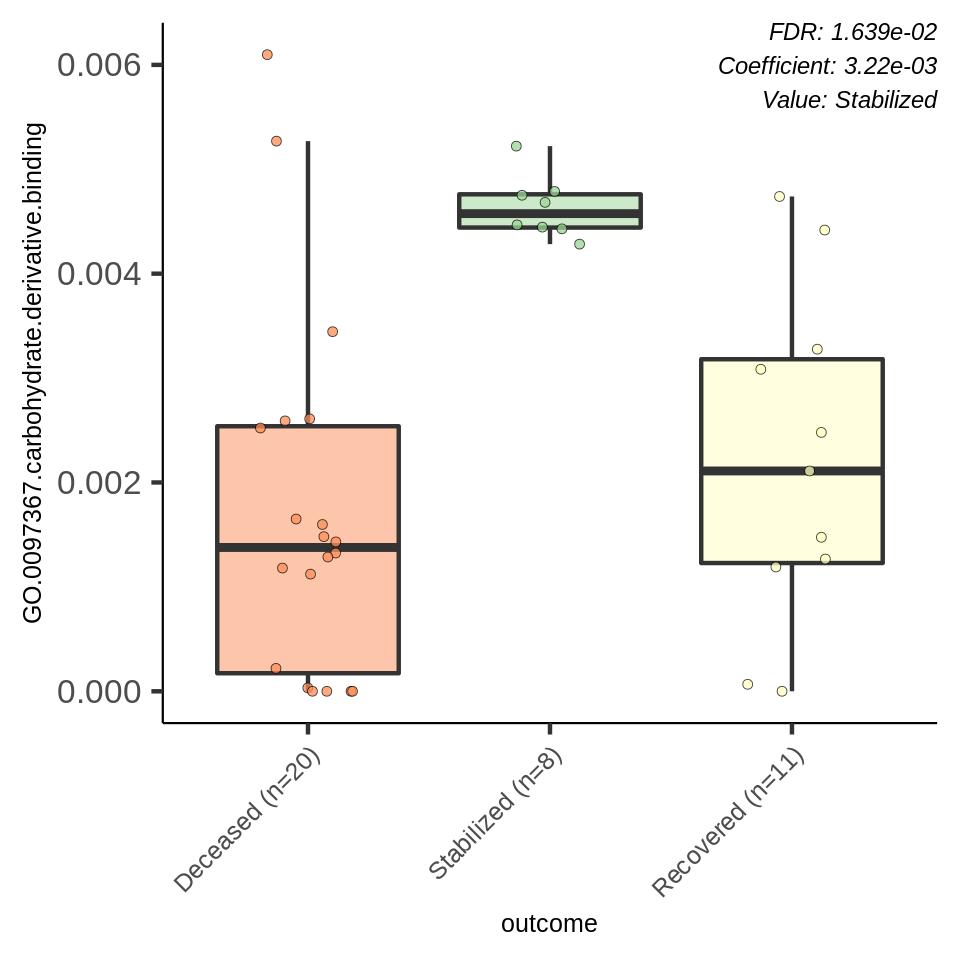 FDR: 1.639e-02
Coefficient: 3.22e-03
Value: Stabilized
GO.0097367.carbohydrate.derivative.binding
0.006
0.004
0.002
0.000
Deceased (n=20)
Stabilized (n=8)
Recovered (n=11)
outcome